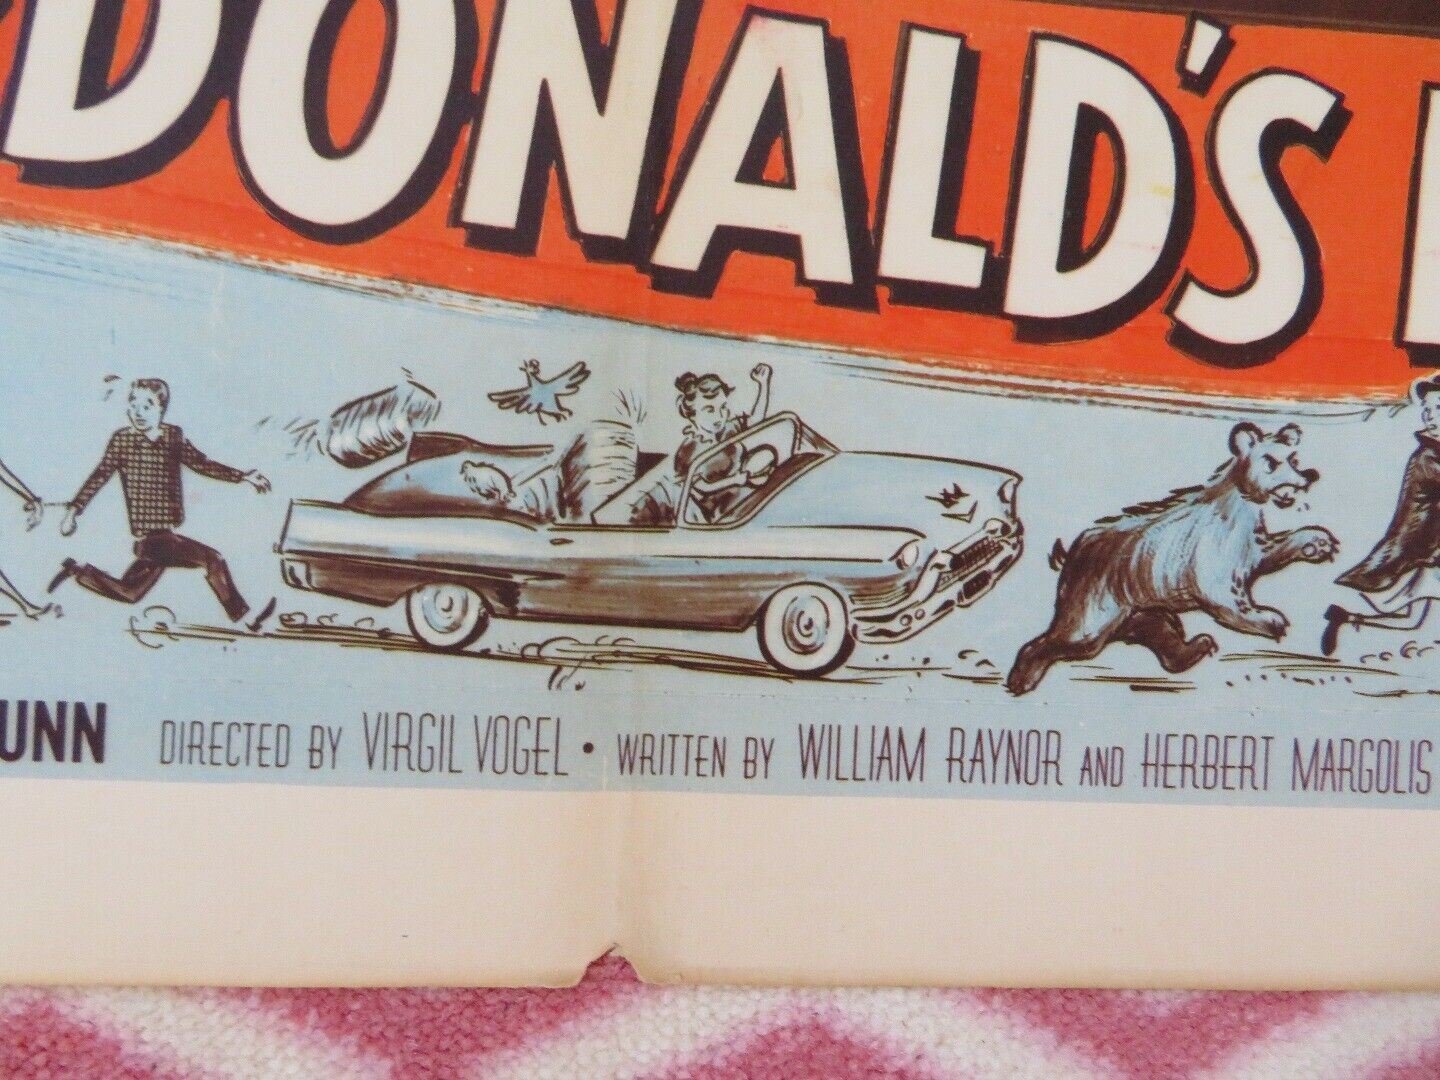 DONALD'S
UNN DIRECTED BY VIRGIL VOGEL • WRITTEN BY WILLIAM RAYNOR AND HERBERT MARGOLIS